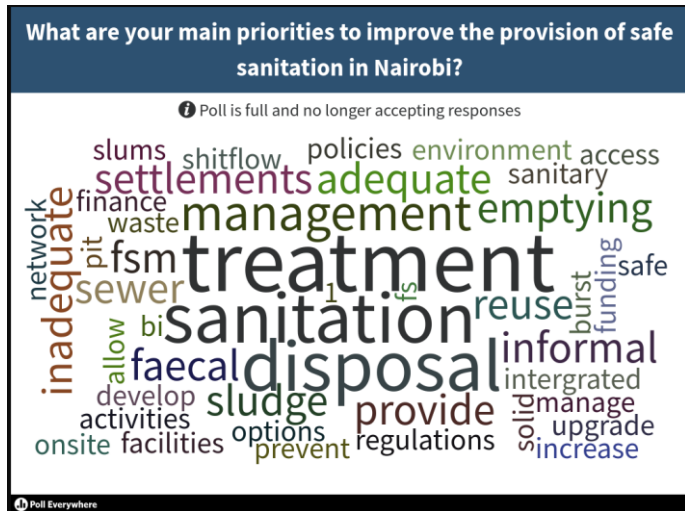 What are your main priorities to improve the provision of safe
sanitation in Nairobi?
Poll is full and no longer accepting responses
slums
shitflow
policies
environment
access
settlements
adequate
sanitary
network
inadequate
finance
waste
management
emptying
pit
fsm
treatment
safe
sewer
1
fs
reuse
burst
funding
bi
sanitation
allow
faecal
disposal
informal
intergrated
develop
sludge
provide
solid
manage
activities
options
upgrade
onsite
facilities
prevent
regulations
increase
Poll Everywhere